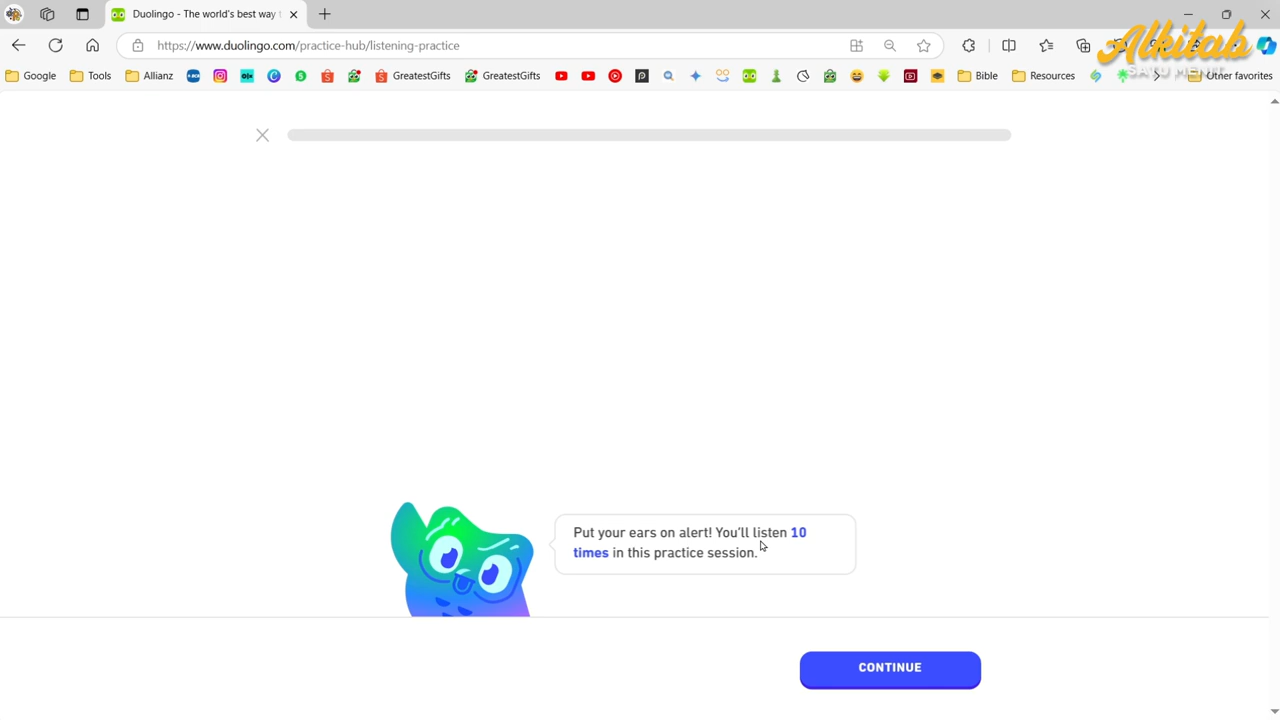 Duolingo - The world's best way t
https://www.duolingo.com/practice-hub/listening-practice
Alkitab
SATU MENIT
Google Tools Allianz GreatestGifts GreatestGifts Bible Resources Other favorites
Put your ears on alert! You'll listen 10
times in this practice session.
CONTINUE